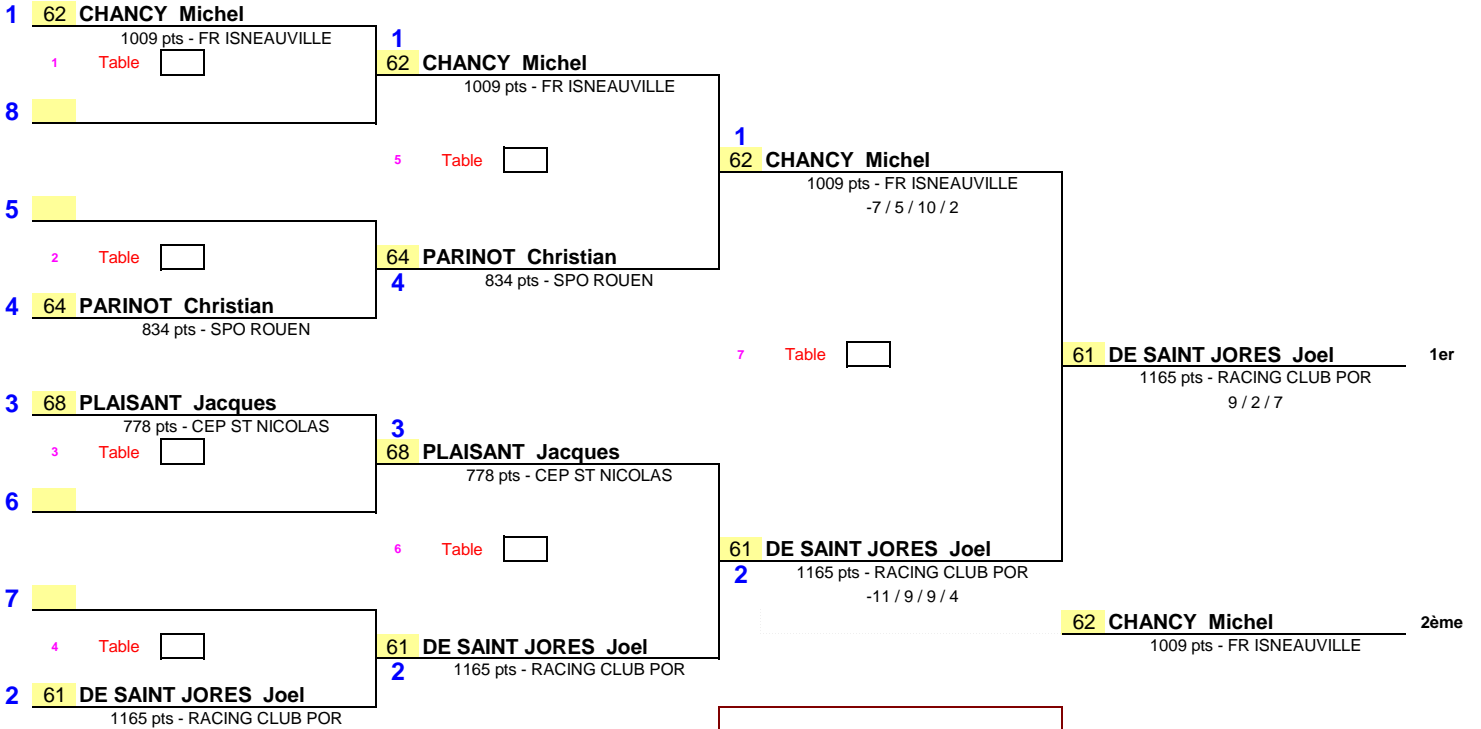 1 62 CHANCY Michel
1009 pts - FR ISNEAUVILLE
1 Table
8
5
2 Table
4 64 PARINOT Christian
834 pts - SPO ROUEN
3 68 PLAISANT Jacques
778 pts - CEP ST NICOLAS
3 Table
6
7
4 Table
2 61 DE SAINT JORES Joel
1165 pts - RACING CLUB POR
1
62 CHANCY Michel
1009 pts - FR ISNEAUVILLE
5 Table
64 PARINOT Christian
4 834 pts - SPO ROUEN
3
68 PLAISANT Jacques
778 pts - CEP ST NICOLAS
6 Table
61 DE SAINT JORES Joel
2 1165 pts - RACING CLUB POR
1
62 CHANCY Michel
1009 pts - FR ISNEAUVILLE
-7 / 5 / 10 / 2
7 Table
61 DE SAINT JORES Joel
2 1165 pts - RACING CLUB POR
-11 / 9 / 9 / 4
61 DE SAINT JORES Joel 1er
1165 pts - RACING CLUB POR
9 / 2 / 7
62 CHANCY Michel 2ème
1009 pts - FR ISNEAUVILLE